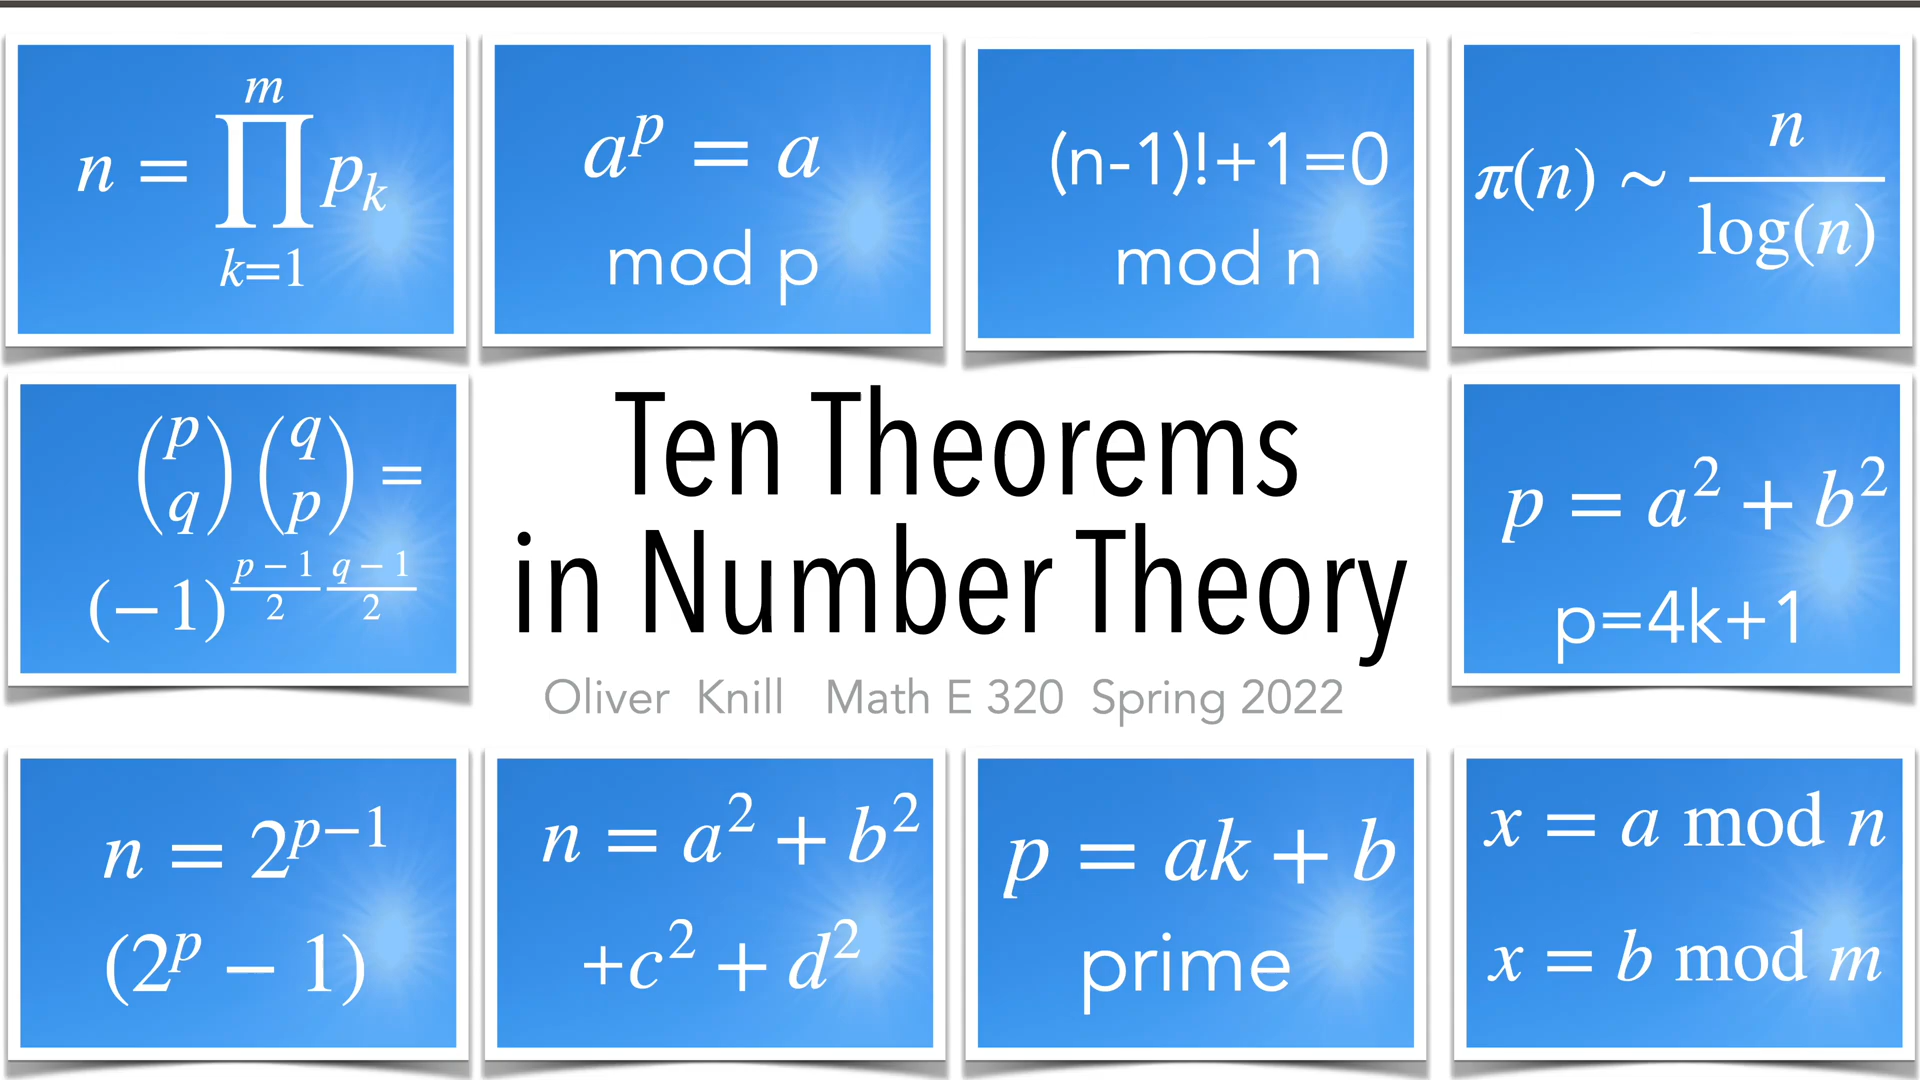 n = ∏_{k=1}^{m} p_k
a^p = a
mod p
(n-1)!+1=0
mod n
π(n) ~ n / log(n)
(p/q) (q/p) =
(−1)^{(p−1)/2 (q−1)/2}
Ten Theorems
in Number Theory
Oliver Knill Math E 320 Spring 2022
p = a² + b²
p=4k+1
n = 2^{p−1}
(2^p − 1)
n = a² + b²
+c² + d²
p = ak + b
prime
x = a mod n
x = b mod m